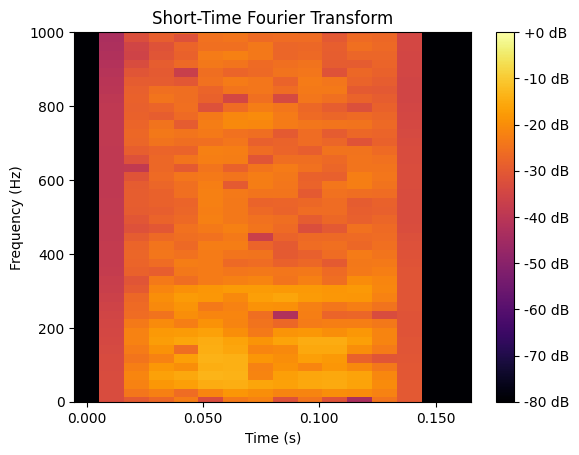 Short-Time Fourier Transform
1000
800
600
400
200
0
Frequency (Hz)
0.000
0.050
0.100
0.150
Time (s)
+0 dB
-10 dB
-20 dB
-30 dB
-40 dB
-50 dB
-60 dB
-70 dB
-80 dB